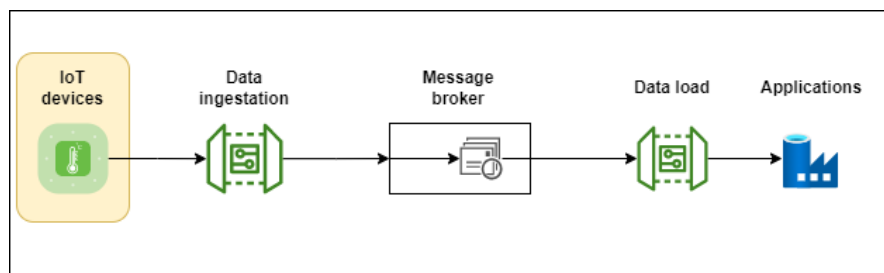 IoT
devices
Data
ingestation
Message
broker
Data load
Applications